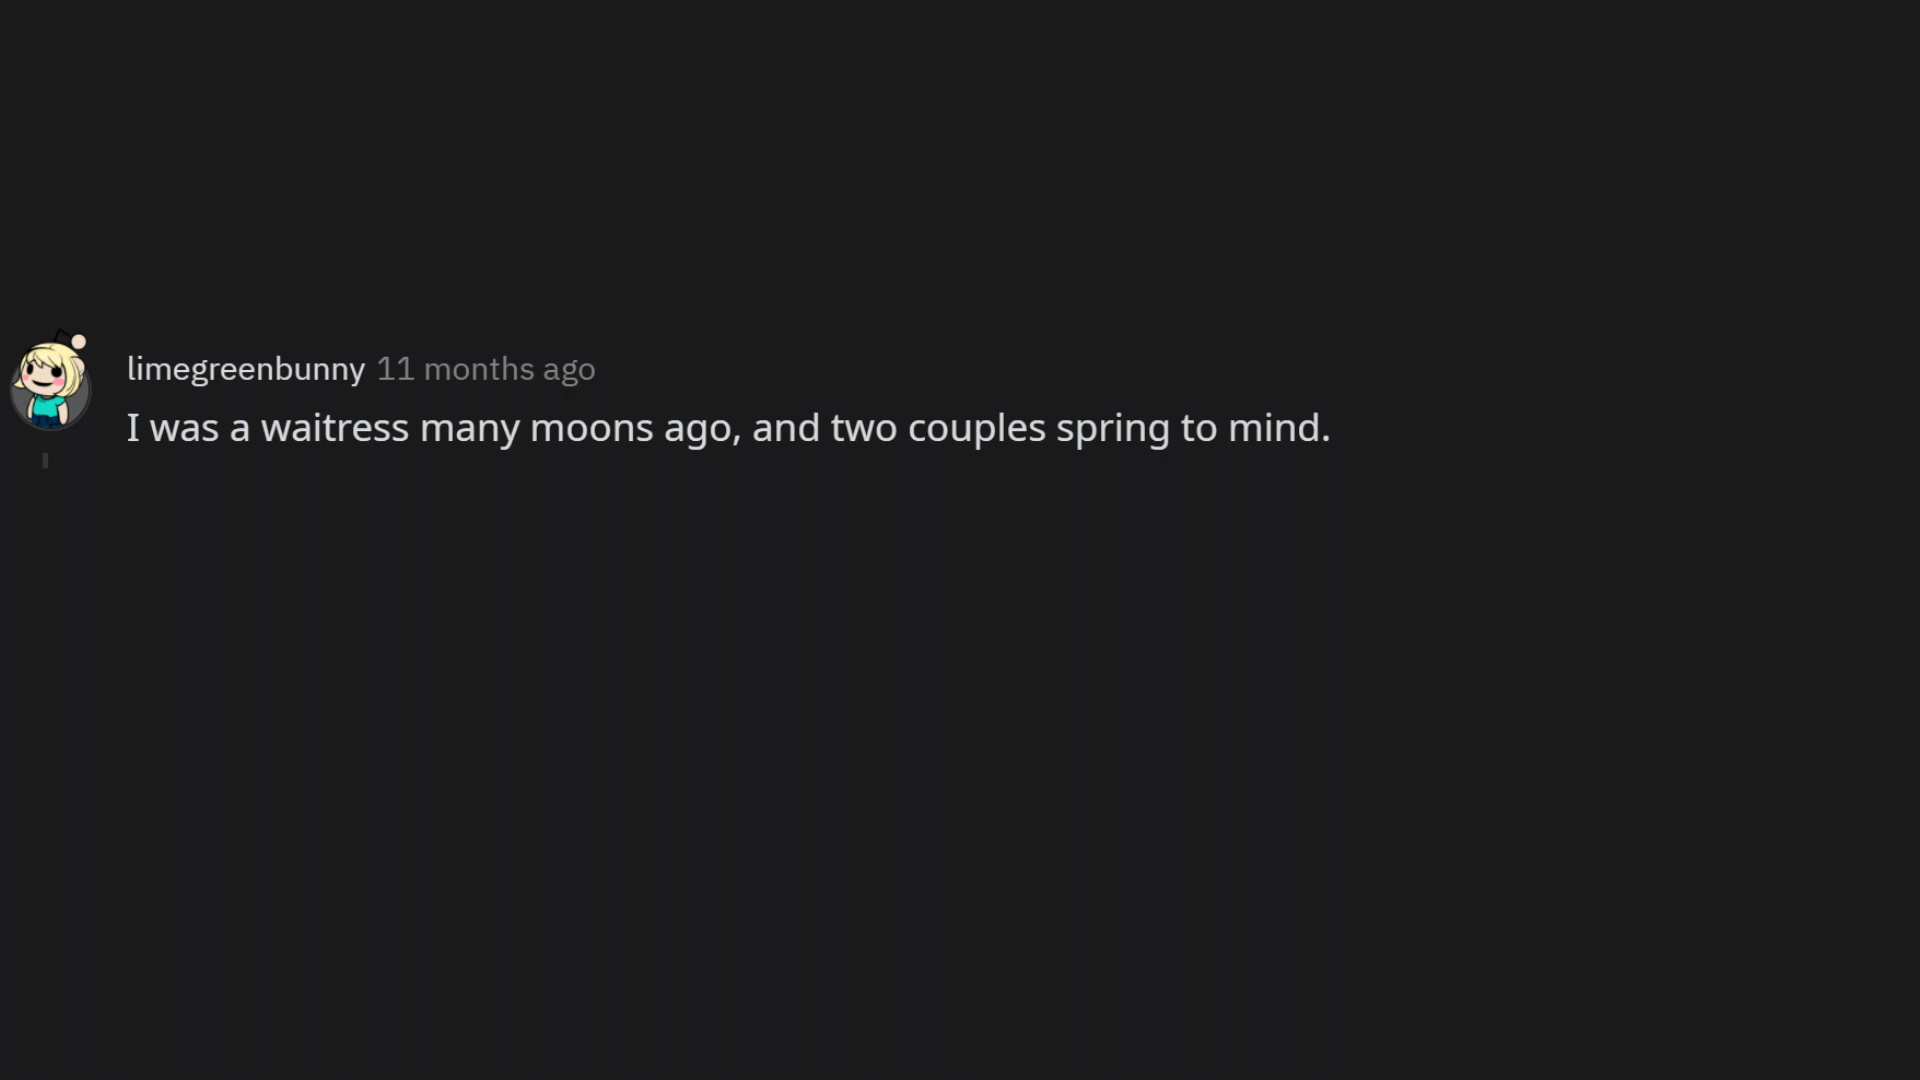 limegreenbunny 11 months ago
I was a waitress many moons ago, and two couples spring to mind.